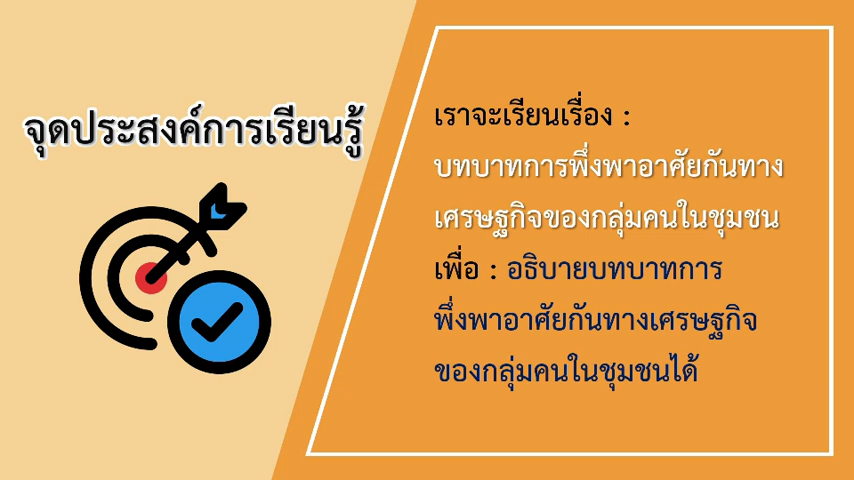 จุดประสงค์การเรียนรู้
เราจะเรียนเรื่อง :
บทบาทการพึ่งพาอาศัยกันทาง
เศรษฐกิจของกลุ่มคนในชุมชน
เพื่อ : อธิบายบทบาทการ
พึ่งพาอาศัยกันทางเศรษฐกิจ
ของกลุ่มคนในชุมชนได้